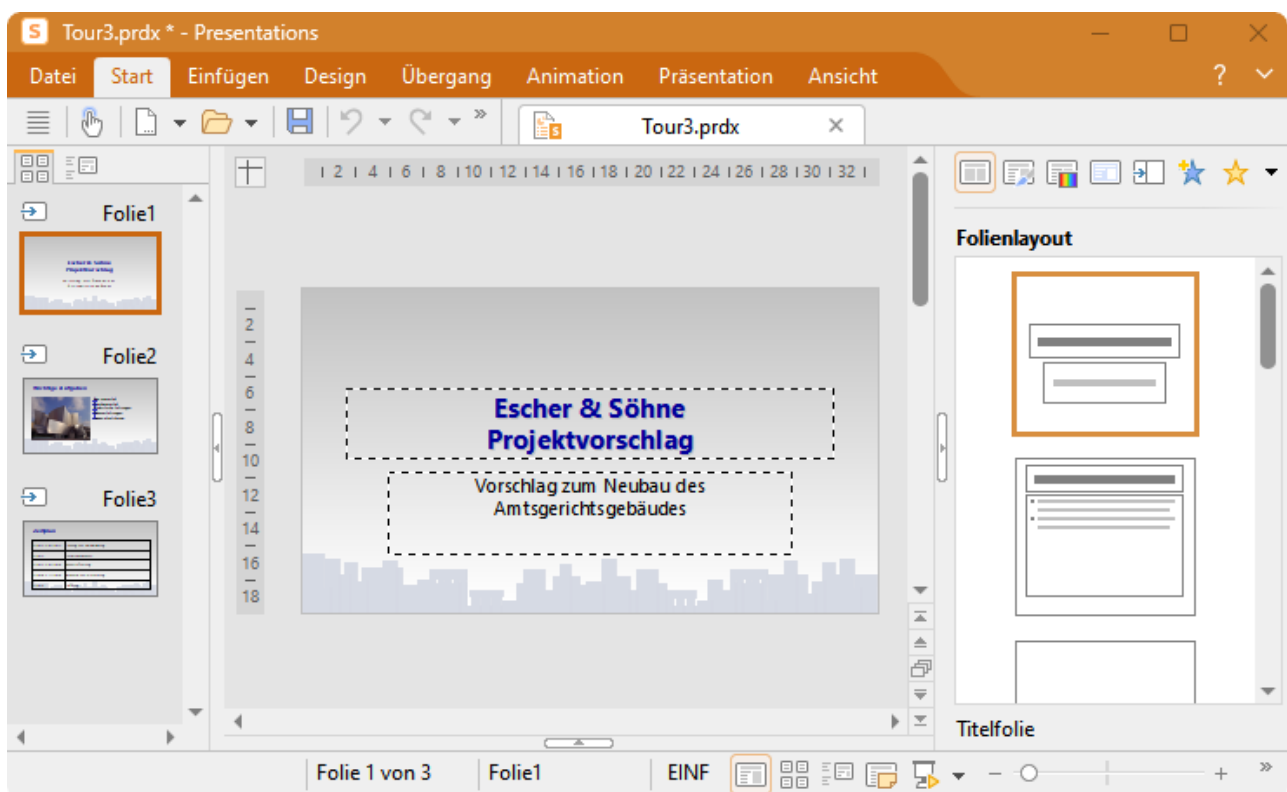 S Tour3.prdx * - Presentations
Datei Start Einfügen Design Übergang Animation Präsentation Ansicht ?
Tour3.prdx
Folie1
Folie2
Folie3
2 4 6 8 10 12 14 16 18 20 22 24 26 28 30 32
2
4
6
8
10
12
14
16
18
Escher & Söhne
Projektvorschlag
Vorschlag zum Neubau des
Amtsgerichtsgebäudes
Folienlayout
Titelfolie
Folie 1 von 3 Folie1 EINF